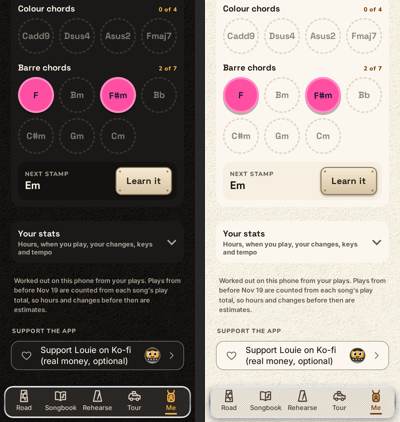 Colour chords 0 of 4
Cadd9 Dsus4 Asus2 Fmaj7
Barre chords 2 of 7
F Bm F#m Bb
C#m Gm Cm
NEXT STAMP
Em
Learn it
Your stats
Hours, when you play, your changes, keys
and tempo
Worked out on this phone from your plays. Plays from
before Nov 19 are counted from each song's play
total, so hours and changes before then are
estimates.
SUPPORT THE APP
Support Louie on Ko-fi
(real money, optional)
Road Songbook Rehearse Tour Me
Colour chords 0 of 4
Cadd9 Dsus4 Asus2 Fmaj7
Barre chords 2 of 7
F Bm F#m Bb
C#m Gm Cm
NEXT STAMP
Em
Learn it
Your stats
Hours, when you play, your changes, keys
and tempo
Worked out on this phone from your plays. Plays from
before Nov 19 are counted from each song's play
total, so hours and changes before then are
estimates.
SUPPORT THE APP
Support Louie on Ko-fi
(real money, optional)
Road Songbook Rehearse Tour Me